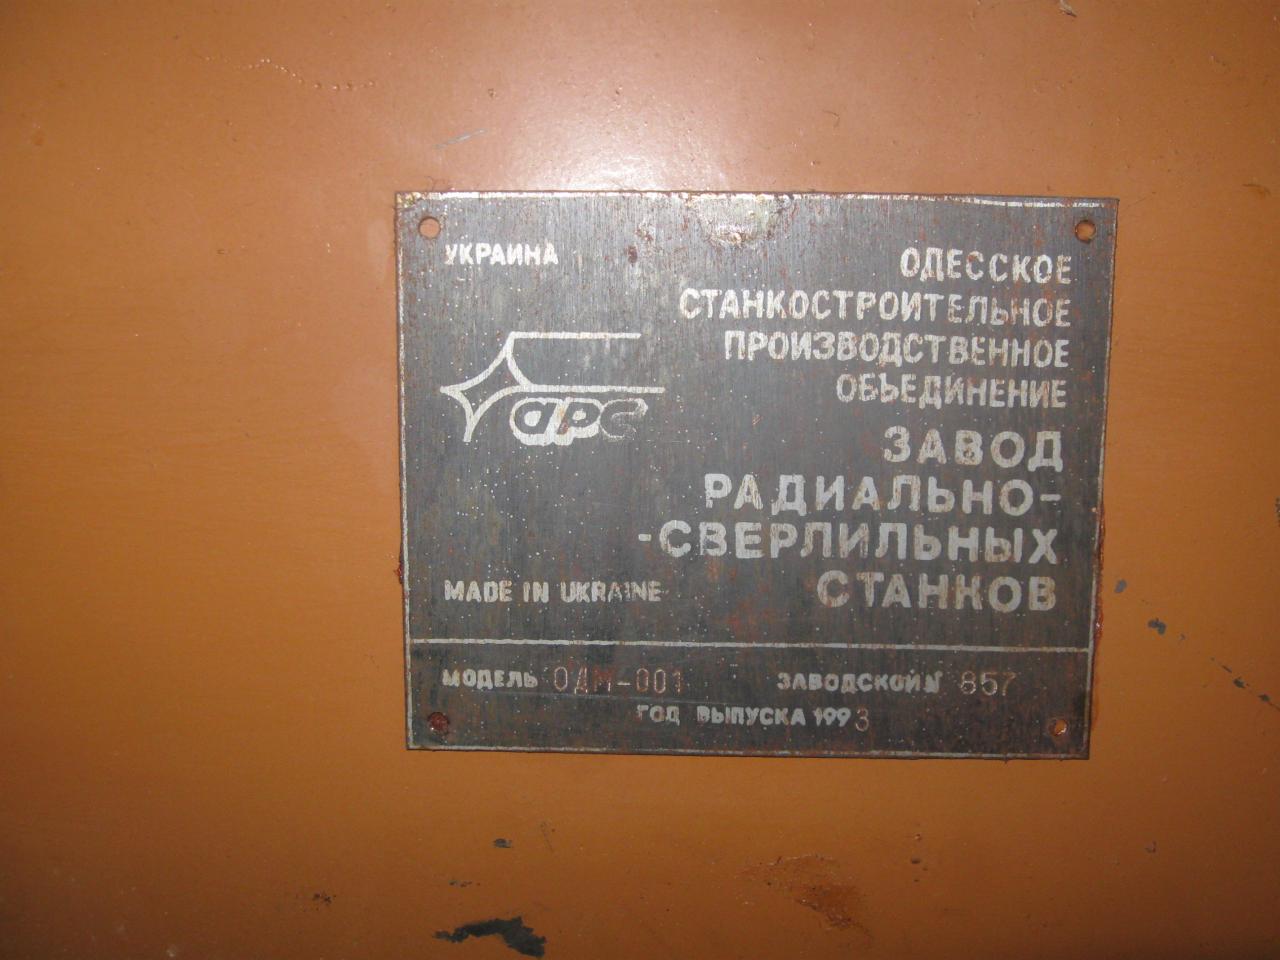 УКРАИНА
ОДЕССКОЕ
СТАНКОСТРОИТЕЛЬНОЕ
ПРОИЗВОДСТВЕННОЕ
ОБЪЕДИНЕНИЕ
арс
ЗАВОД
РАДИАЛЬНО-
-СВЕРЛИЛЬНЫХ
СТАНКОВ
MADE IN UKRAINE
МОДЕЛЬ ОДМ-001 ЗАВОДСКОЙ № 857
ГОД ВЫПУСКА 1993